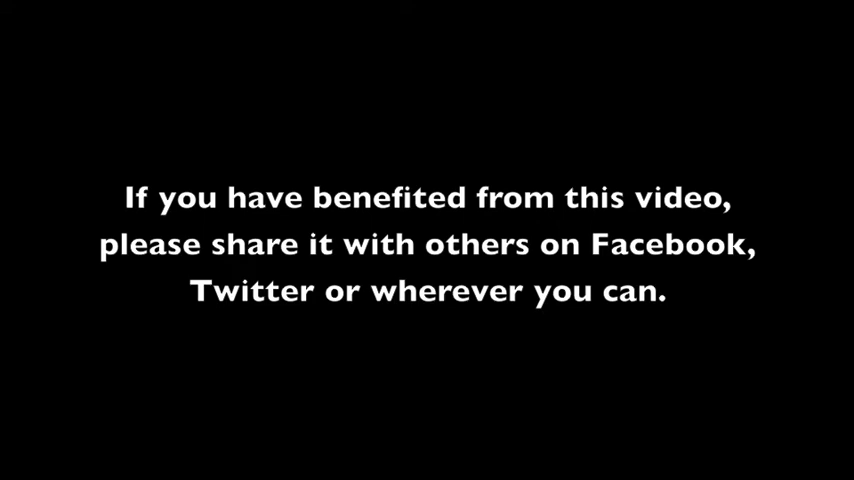 If you have benefited from this video,
please share it with others on Facebook,
Twitter or wherever you can.